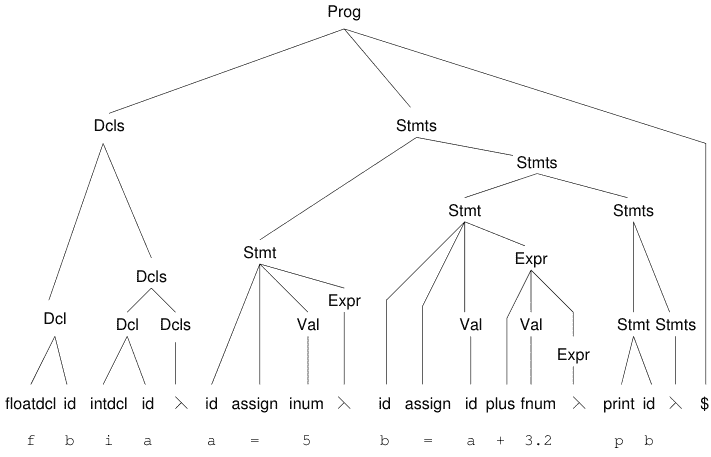 Prog
Dcls Stmts
Stmts
Stmt Stmts
Stmt Expr
Dcls
Expr
Dcl Dcl Dcls Val Val Val Stmt Stmts
Expr
floatdcl id intdcl id λ id assign inum λ id assign id plus fnum λ print id λ $
f b i a a = 5 b = a + 3.2 p b